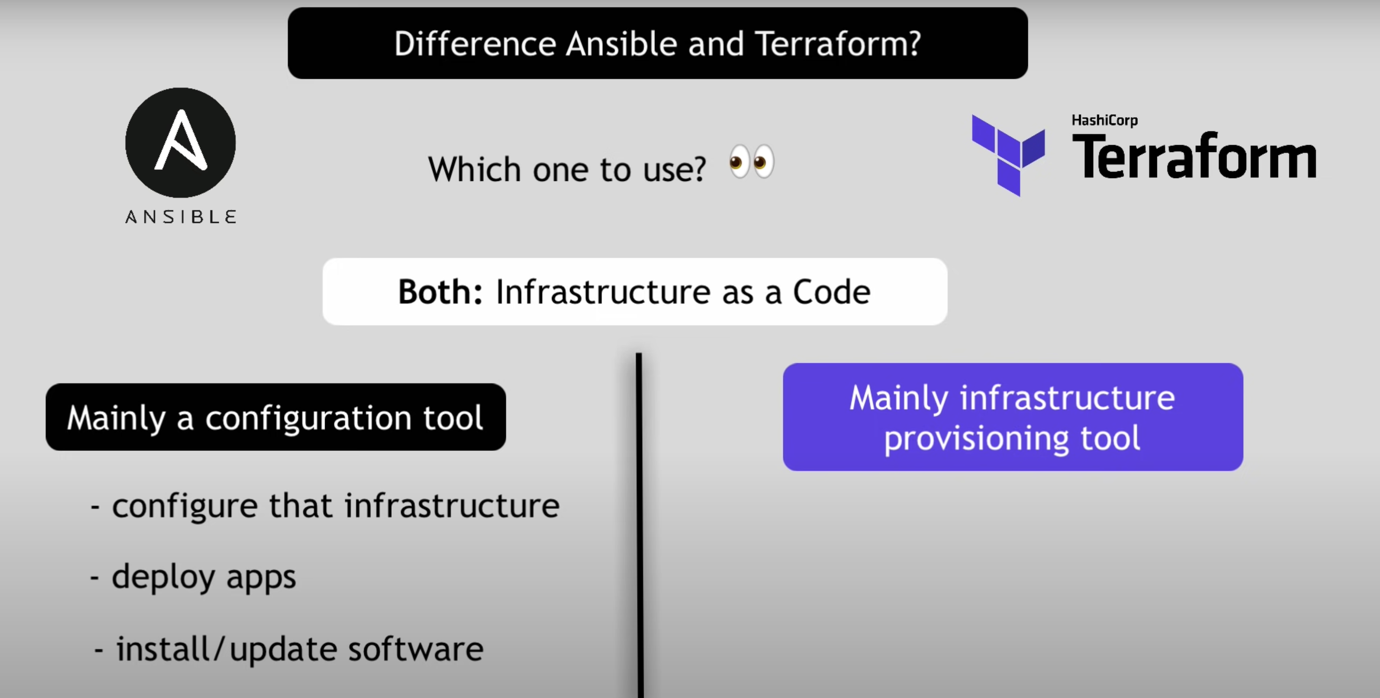 Difference Ansible and Terraform?
ANSIBLE
Which one to use?
HashiCorp
Terraform
Both: Infrastructure as a Code
Mainly a configuration tool
- configure that infrastructure
- deploy apps
- install/update software
Mainly infrastructure
provisioning tool